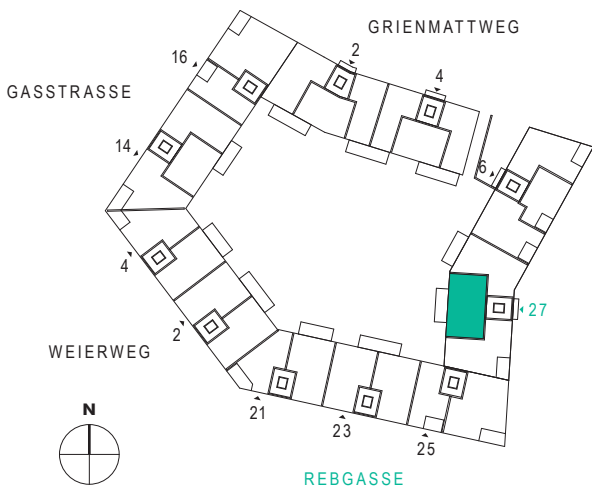 GRIENMATTWEG
2
16
4
GASSTRASSE
14
6
4
27
2
WEIERWEG
21
23
25
N
REBGASSE